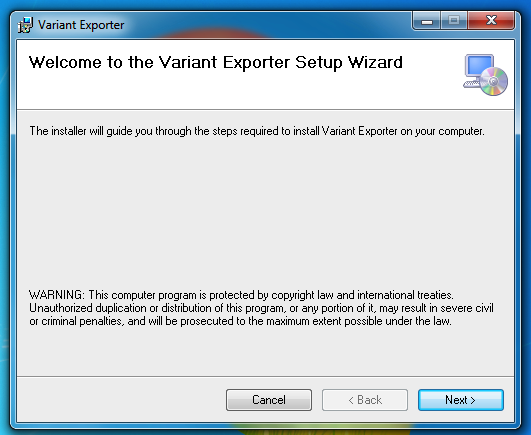 Variant Exporter
Welcome to the Variant Exporter Setup Wizard
The installer will guide you through the steps required to install Variant Exporter on your computer.
WARNING: This computer program is protected by copyright law and international treaties.
Unauthorized duplication or distribution of this program, or any portion of it, may result in severe civil
or criminal penalties, and will be prosecuted to the maximum extent possible under the law.
Cancel
< Back
Next >